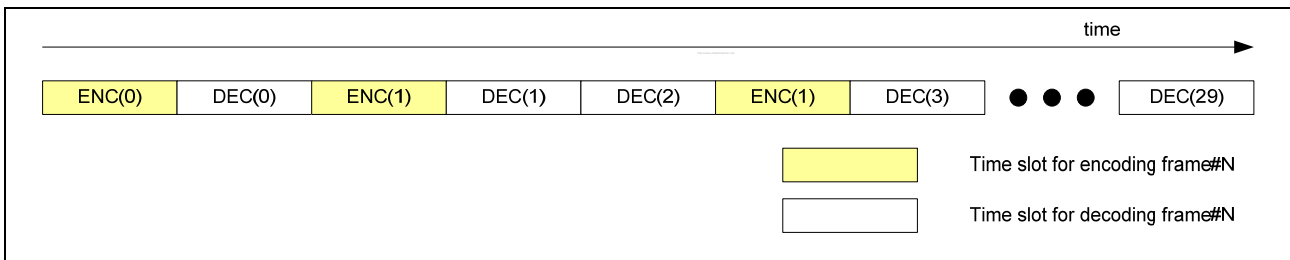 time
ENC(0) DEC(0) ENC(1) DEC(1) DEC(2) ENC(1) DEC(3) DEC(29)
Time slot for encoding frame#N
Time slot for decoding frame#N